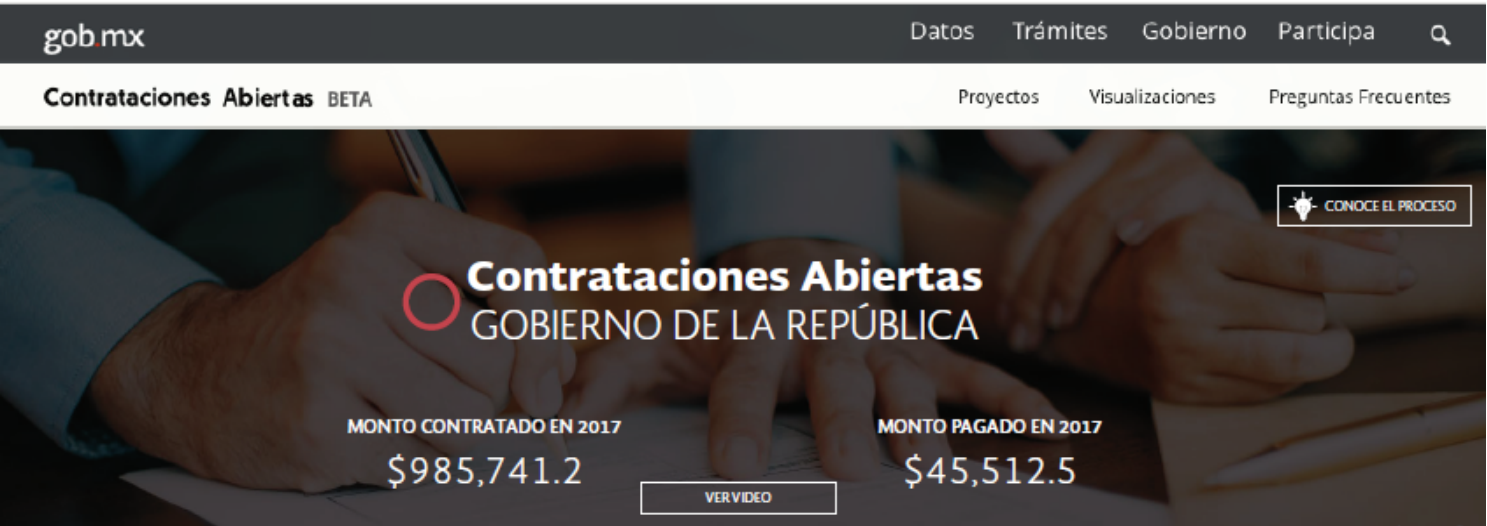 gob.mx
Datos Trámites Gobierno Participa
Contrataciones Abiertas BETA
Proyectos Visualizaciones Preguntas Frecuentes
CONOCE EL PROCESO
Contrataciones Abiertas
GOBIERNO DE LA REPÚBLICA
MONTO CONTRATADO EN 2017
$985,741.2
MONTO PAGADO EN 2017
$45,512.5
VER VIDEO